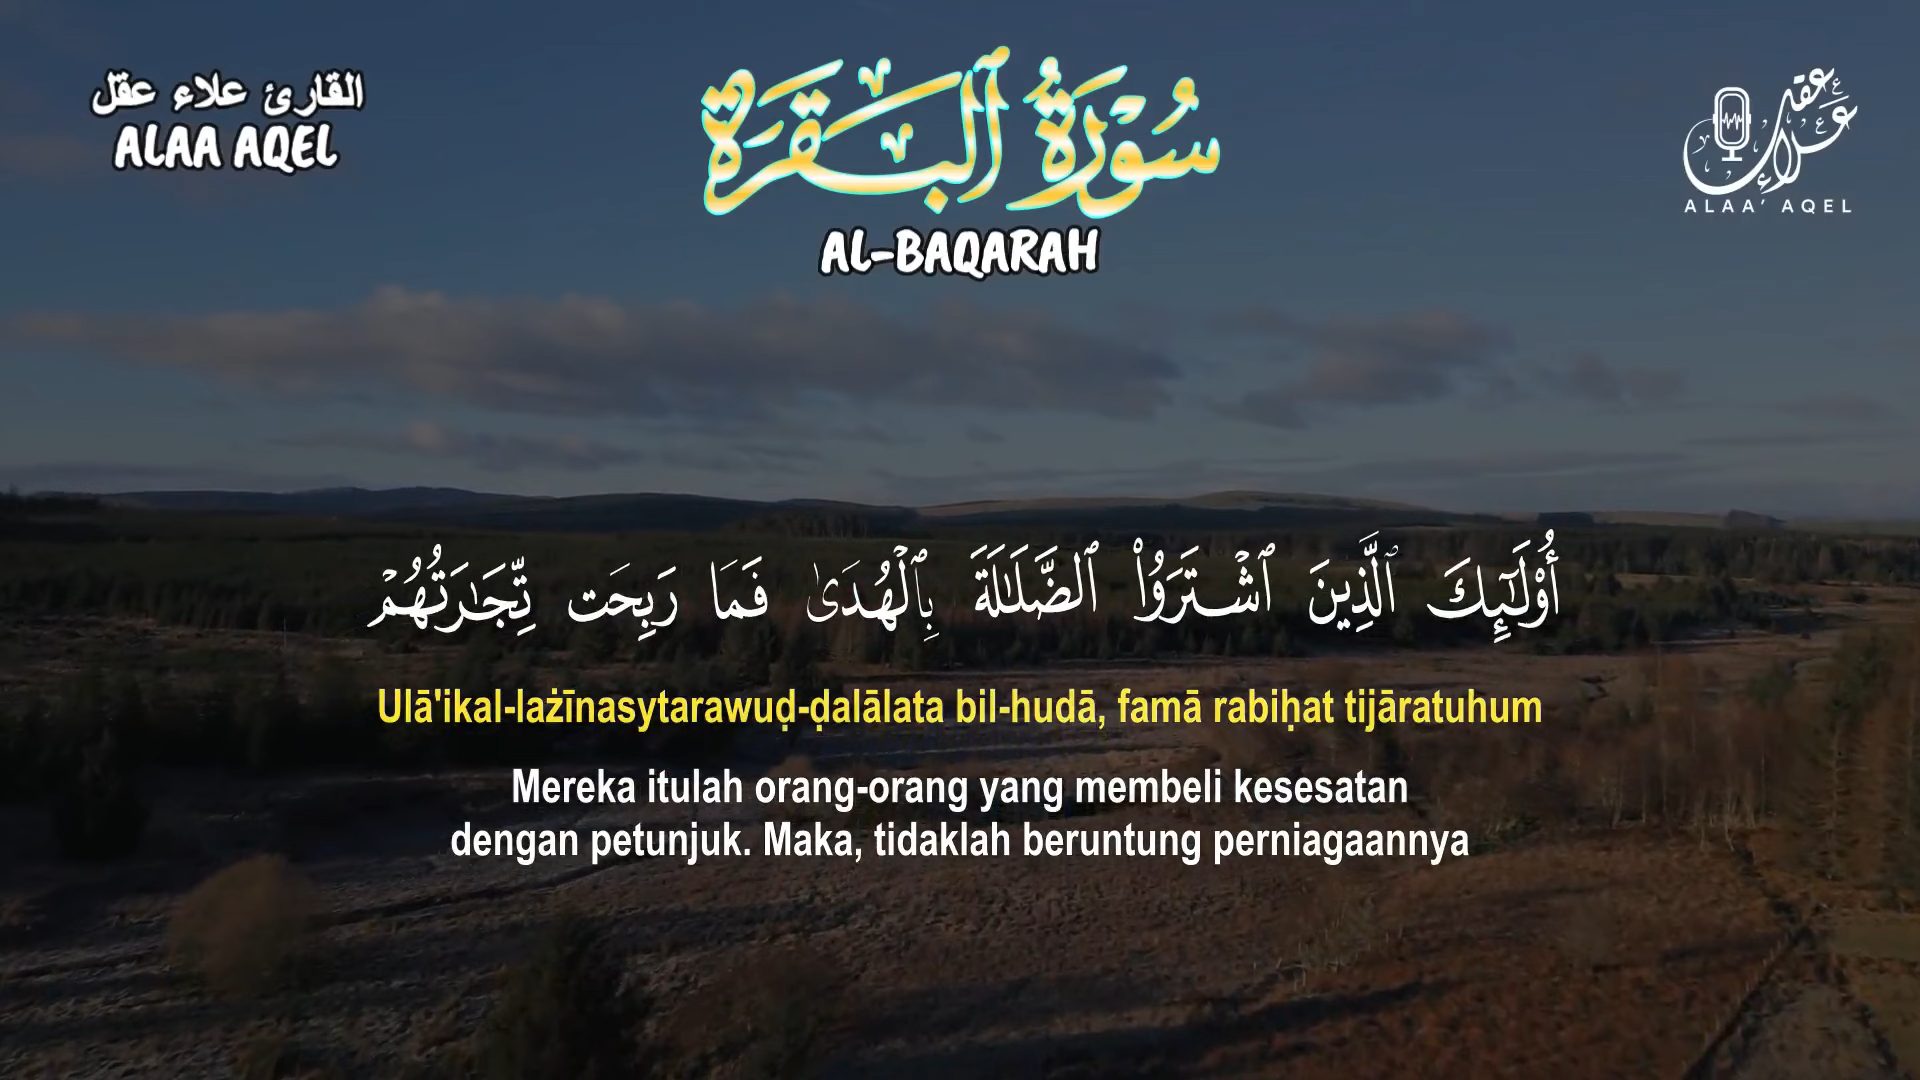 القارئ علاء عقل
ALAA AQEL
سُورَةُ ٱلْبَقَرَةِ
AL-BAQARAH
علاء عقل
ALAA' AQEL
أُوْلَٰٓئِكَ ٱلَّذِينَ ٱشْتَرَوُاْ ٱلضَّلَٰلَةَ بِٱلْهُدَىٰ فَمَا رَبِحَت تِّجَٰرَتُهُمْ
Ulā'ikal-lażīnasytarawuḍ-ḍalālata bil-hudā, famā rabiḥat tijāratuhum
Mereka itulah orang-orang yang membeli kesesatan
dengan petunjuk. Maka, tidaklah beruntung perniagaannya